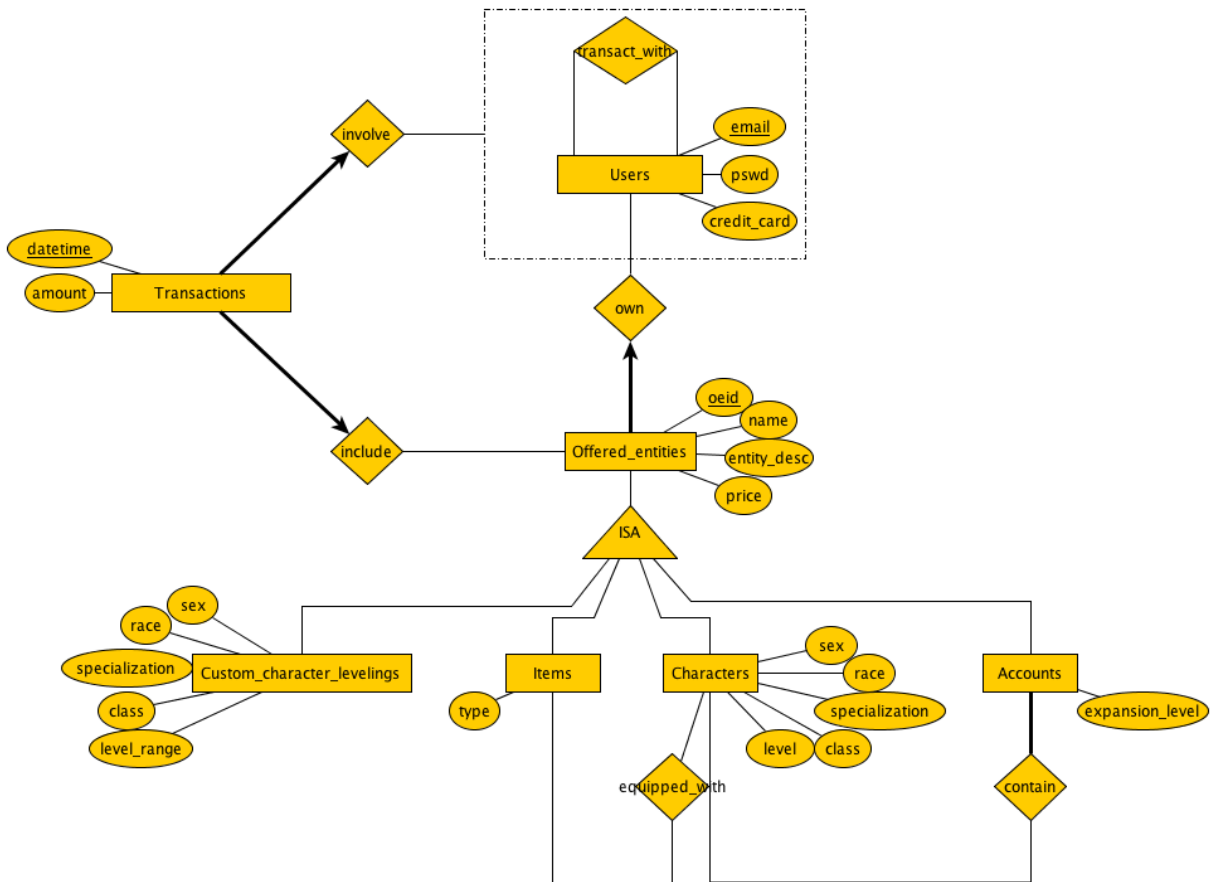 transact_with
email
involve
Users
pswd
credit_card
datetime
amount
Transactions
own
oeid
name
include
Offered_entities
entity_desc
price
ISA
sex
race
specialization
Custom_character_levelings
class
level_range
Items
type
Characters
sex
race
specialization
level
class
Accounts
expansion_level
equipped_with
contain